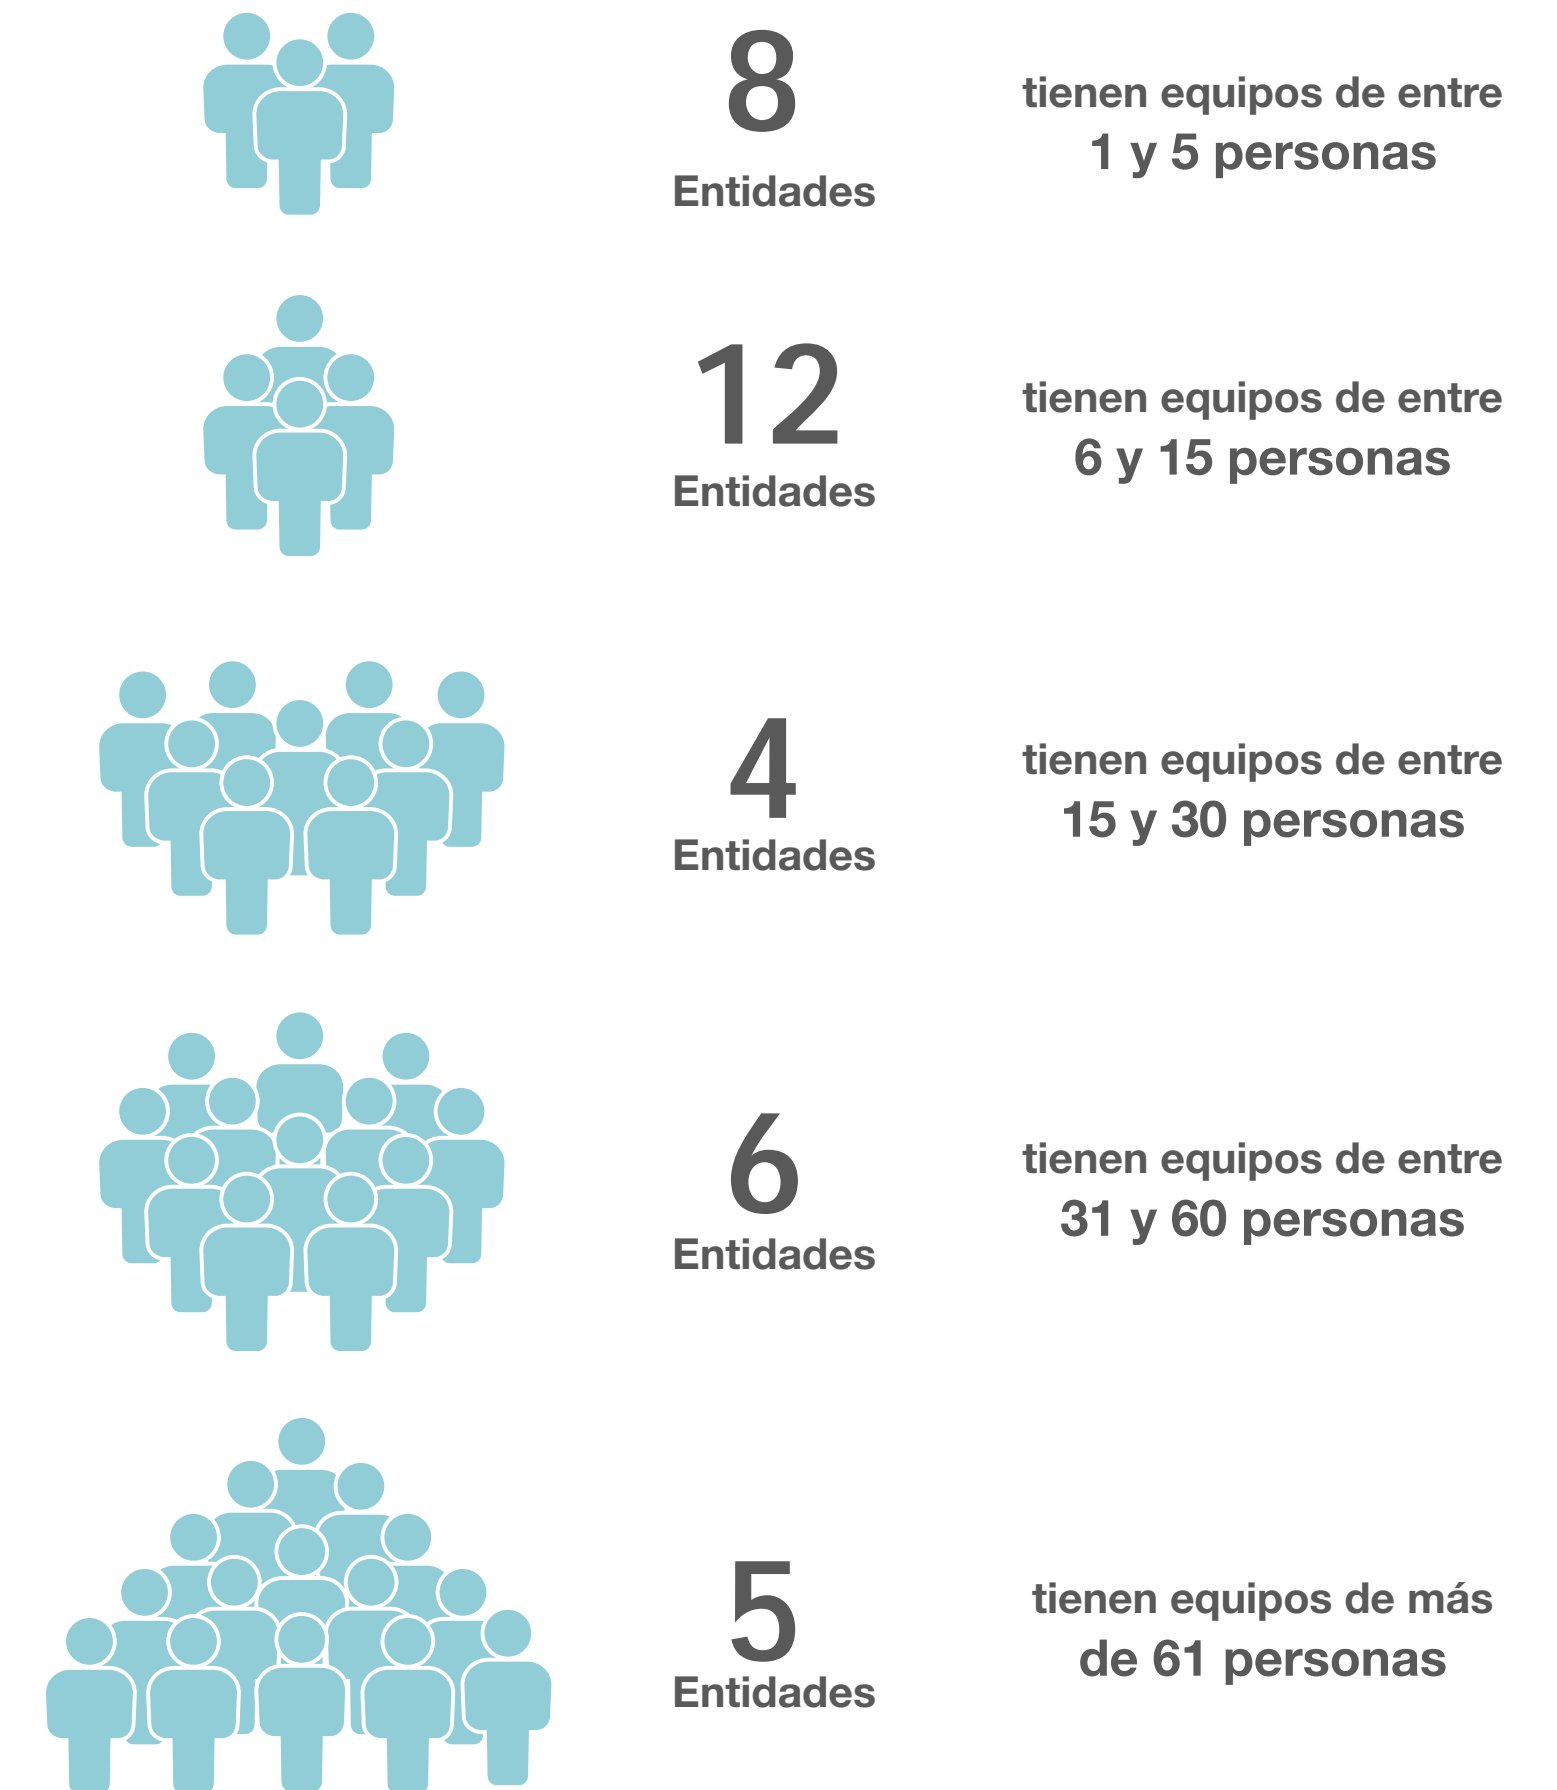 8
Entidades
tienen equipos de entre
1 y 5 personas
12
Entidades
tienen equipos de entre
6 y 15 personas
4
Entidades
tienen equipos de entre
15 y 30 personas
6
Entidades
tienen equipos de entre
31 y 60 personas
5
Entidades
tienen equipos de más
de 61 personas